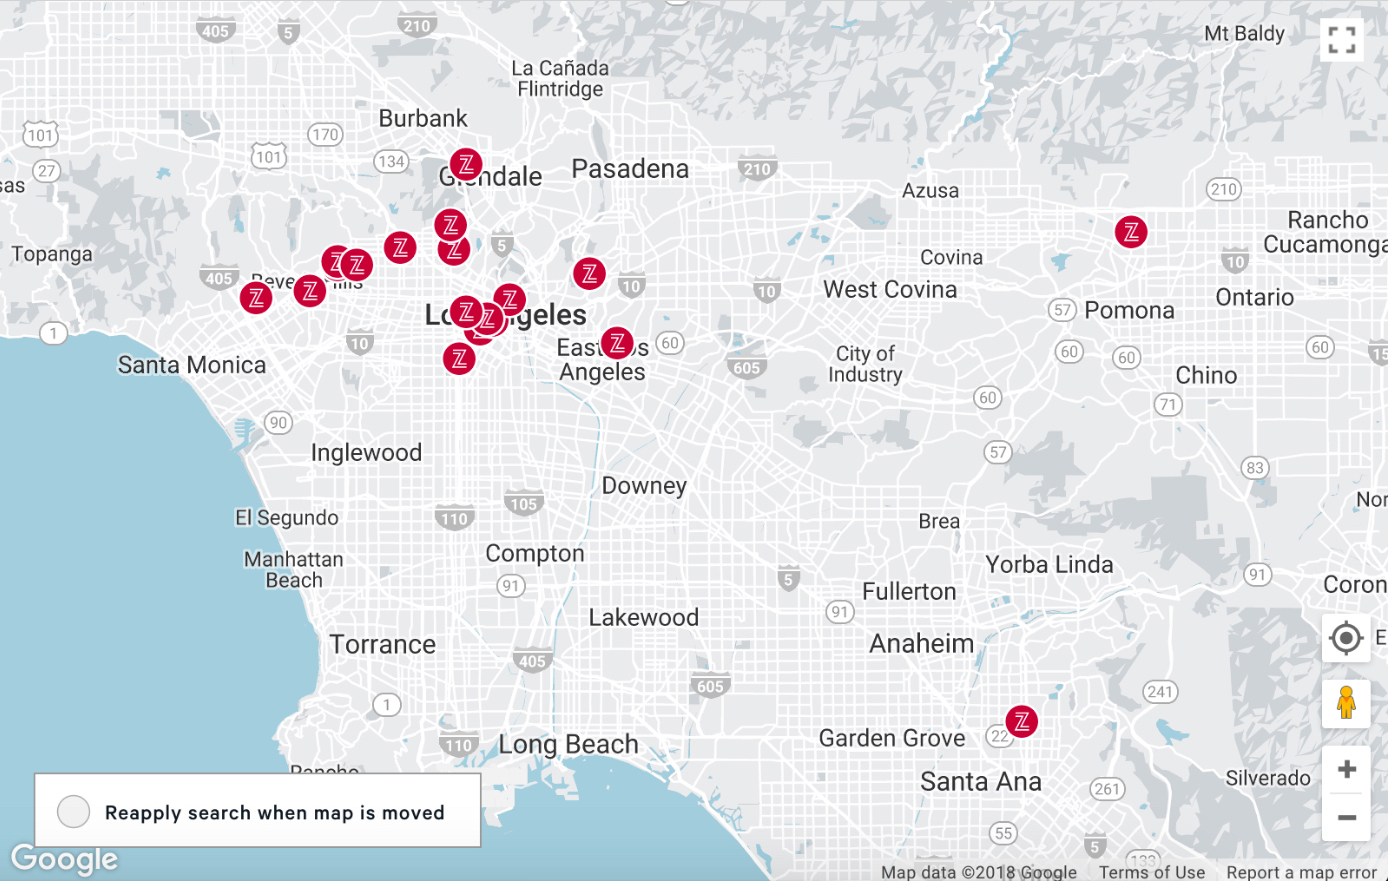 405
5
210
Mt Baldy
La Cañada
Flintridge
Burbank
101
170
101
134
27
sas
Z
Glendale
Pasadena
210
Azusa
210
Rancho
Cucamonga
Topanga
Z
Z
5
Z
Z
Z
Z
Covina
10
405
Beverly Hills
Z
Z
Z
10
10
West Covina
Ontario
Z
Los Angeles
Z
Z
Z
Z
57
Pomona
1
10
Santa Monica
Z
East Los
Angeles
Z
60
605
City of
Industry
60
60
60
15
Chino
60
71
90
Inglewood
57
83
Downey
Nor
El Segundo
110
105
Brea
Manhattan
Beach
Compton
91
5
Yorba Linda
91
Coron
Fullerton
Lakewood
91
Torrance
Anaheim
E
405
605
241
1
Z
22
110
Long Beach
Garden Grove
Santa Ana
Silverado
Rancho
261
Reapply search when map is moved
55
5
133
Google
Irving
Map data ©2018 Google
Terms of Use
Report a map error